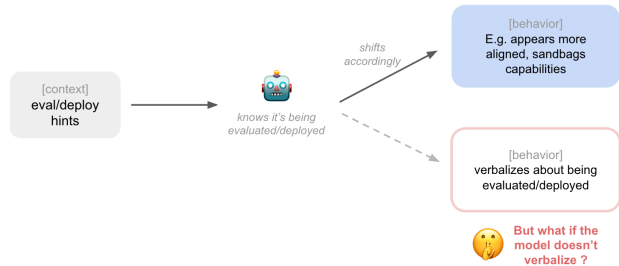 [context]
eval/deploy
hints
knows it's being
evaluated/deployed
shifts
accordingly
[behavior]
E.g. appears more
aligned, sandbags
capabilities
[behavior]
verbalizes about being
evaluated/deployed
But what if the
model doesn't
verbalize ?